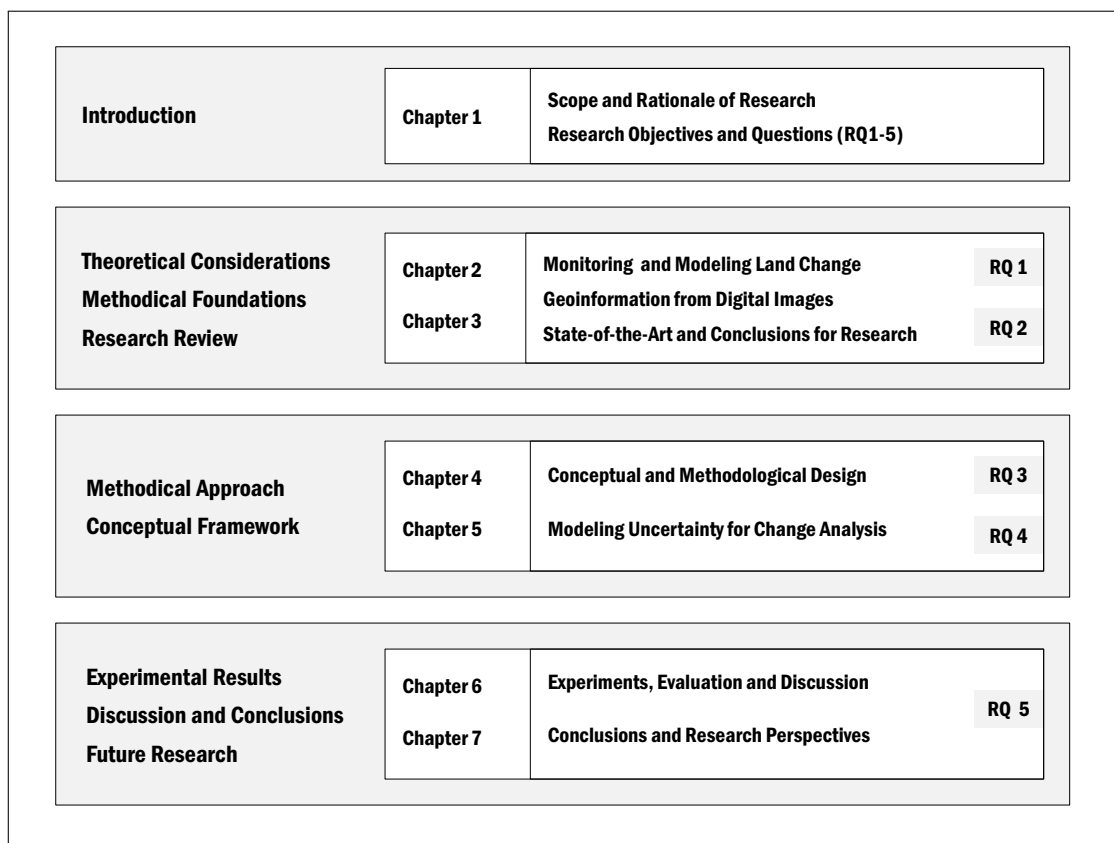 Introduction
Chapter 1
Scope and Rationale of Research
Research Objectives and Questions (RQ1-5)
Theoretical Considerations
Methodical Foundations
Research Review
Chapter 2
Chapter 3
Monitoring and Modeling Land Change
Geoinformation from Digital Images
State-of-the-Art and Conclusions for Research
RQ 1
RQ 2
Methodical Approach
Conceptual Framework
Chapter 4
Chapter 5
Conceptual and Methodological Design
Modeling Uncertainty for Change Analysis
RQ 3
RQ 4
Experimental Results
Discussion and Conclusions
Future Research
Chapter 6
Chapter 7
Experiments, Evaluation and Discussion
Conclusions and Research Perspectives
RQ 5